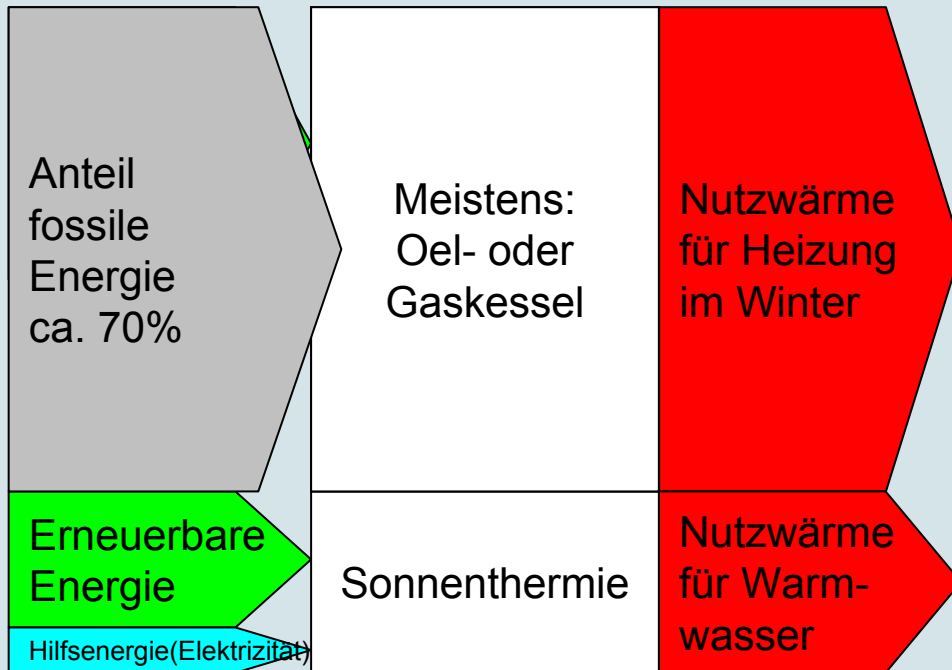 Anteil
fossile
Energie
ca. 70%
Meistens:
Oel- oder
Gaskessel
Nutzwärme
für Heizung
im Winter
Erneuerbare
Energie
Hilfsenergie(Elektrizität)
Sonnenthermie
Nutzwärme
für Warm-
wasser